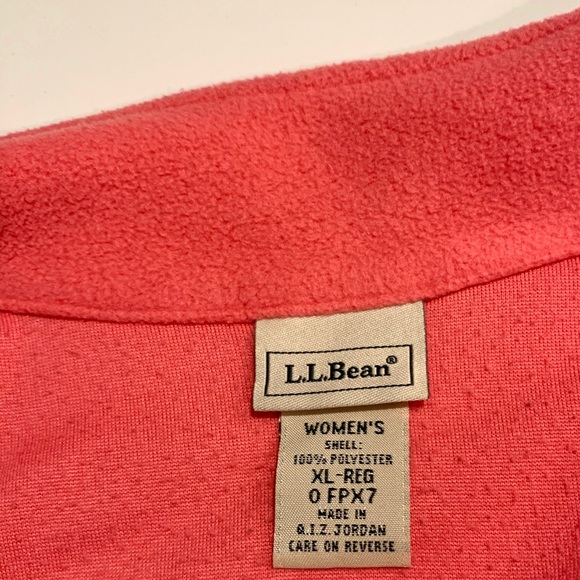 L.L.Bean®
WOMEN'S
SHELL:
100% POLYESTER
XL-REG
0 FPX7
MADE IN
Q.I.Z. JORDAN
CARE ON REVERSE